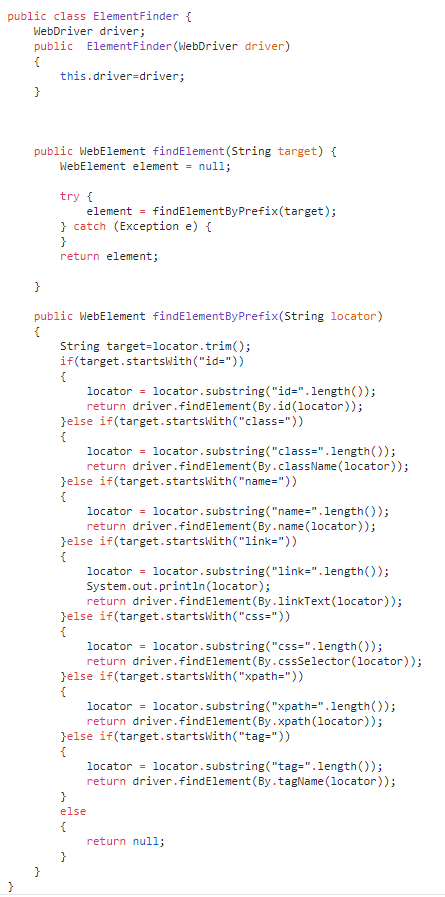 public class ElementFinder {
    WebDriver driver;
    public  ElementFinder(WebDriver driver)
    {
        this.driver=driver;
    }
    public WebElement findElement(String target) {
        WebElement element = null;
        try {
            element = findElementByPrefix(target);
        } catch (Exception e) {
        }
        return element;
    }
    public WebElement findElementByPrefix(String locator)
    {
        String target=locator.trim();
        if(target.startsWith("id="))
        {
            locator = locator.substring("id=".length());
            return driver.findElement(By.id(locator));
        }else if(target.startsWith("class="))
        {
            locator = locator.substring("class=".length());
            return driver.findElement(By.className(locator));
        }else if(target.startsWith("name="))
        {
            locator = locator.substring("name=".length());
            return driver.findElement(By.name(locator));
        }else if(target.startsWith("link="))
        {
            locator = locator.substring("link=".length());
            System.out.println(locator);
            return driver.findElement(By.linkText(locator));
        }else if(target.startsWith("css="))
        {
            locator = locator.substring("css=".length());
            return driver.findElement(By.cssSelector(locator));
        }else if(target.startsWith("xpath="))
        {
            locator = locator.substring("xpath=".length());
            return driver.findElement(By.xpath(locator));
        }else if(target.startsWith("tag="))
        {
            locator = locator.substring("tag=".length());
            return driver.findElement(By.tagName(locator));
        }
        else
        {
            return null;
        }
    }
}